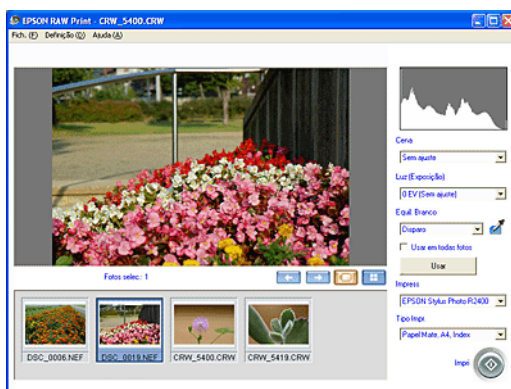 EPSON RAW Print - CRW_5400.CRW
Fich. (F) Definição (D) Ajuda (A)
Cena
Sem ajuste
Luz (Exposição)
0 EV (Sem ajuste)
Equil. Branco
Disparo
Usar em todas fotos
Usar
Impress
EPSON Stylus Photo R2400
Tipo Impr.
Papel Mate, A4, Index
Impri
Fotos selec.: 1
DSC_0006.NEF DSC_0019.NEF CRW_5400.CRW CRW_5419.CRW